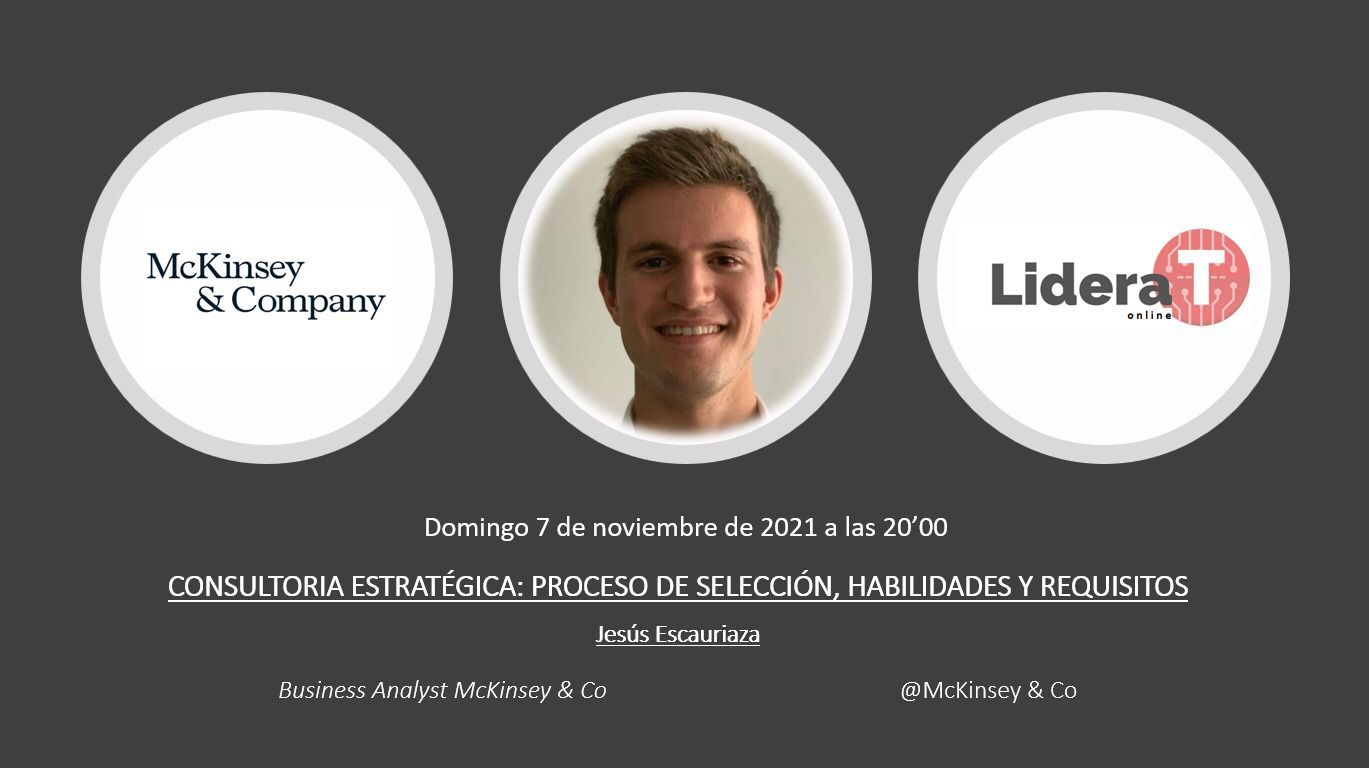 McKinsey
& Company
LideraT
online
Domingo 7 de noviembre de 2021 a las 20’00
CONSULTORIA ESTRATÉGICA: PROCESO DE SELECCIÓN, HABILIDADES Y REQUISITOS
Jesús Escauriaza
Business Analyst McKinsey & Co
@McKinsey & Co